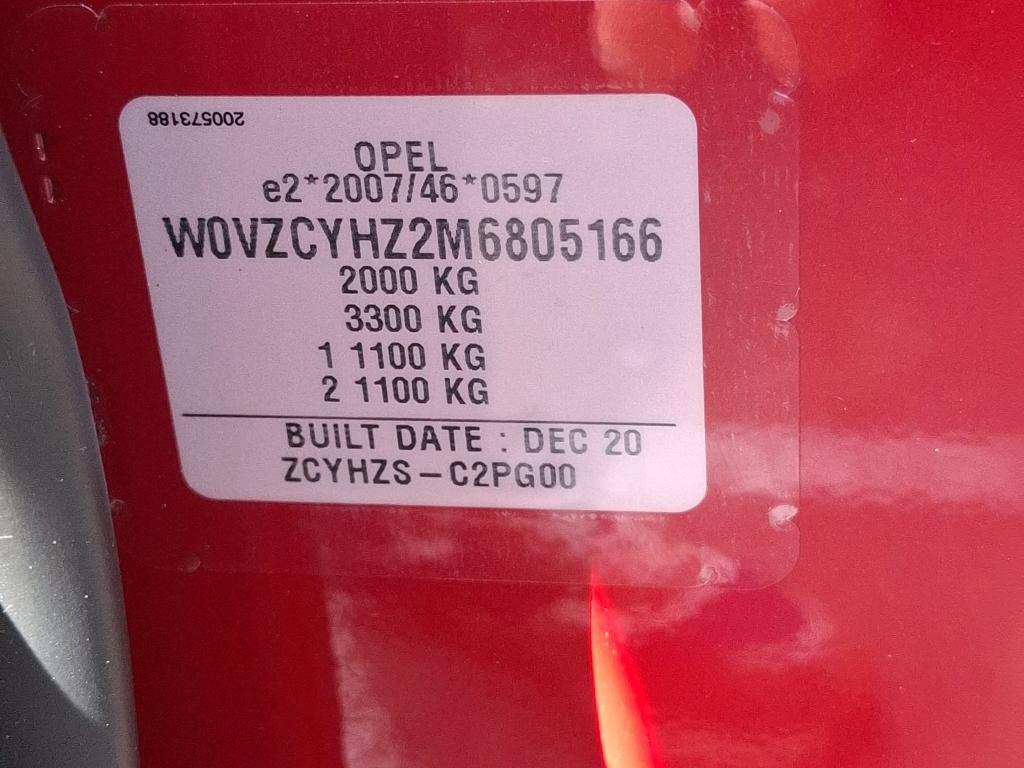 200573188
OPEL
e2*2007/46*0597
W0VZCYHZ2M6805166
2000 KG
3300 KG
1 1100 KG
2 1100 KG
BUILT DATE : DEC 20
ZCYHZS-C2PG00